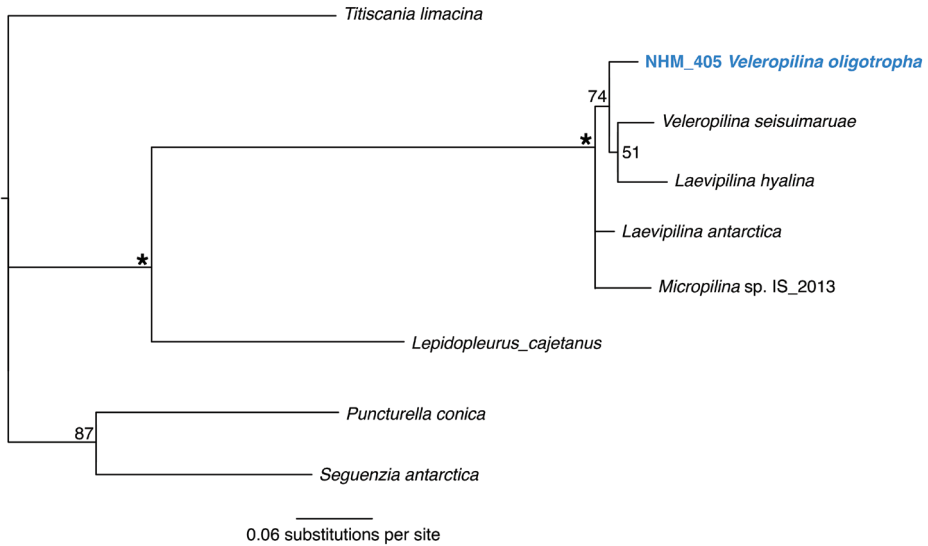 Titiscania limacina
NHM_405 Veleropilina oligotropha
74
Veleropilina seisuimaruae
*
51
Laevipilina hyalina
Laevipilina antarctica
*
Micropilina sp. IS_2013
Lepidopleurus_cajetanus
Puncturella conica
87
Seguenzia antarctica
0.06 substitutions per site